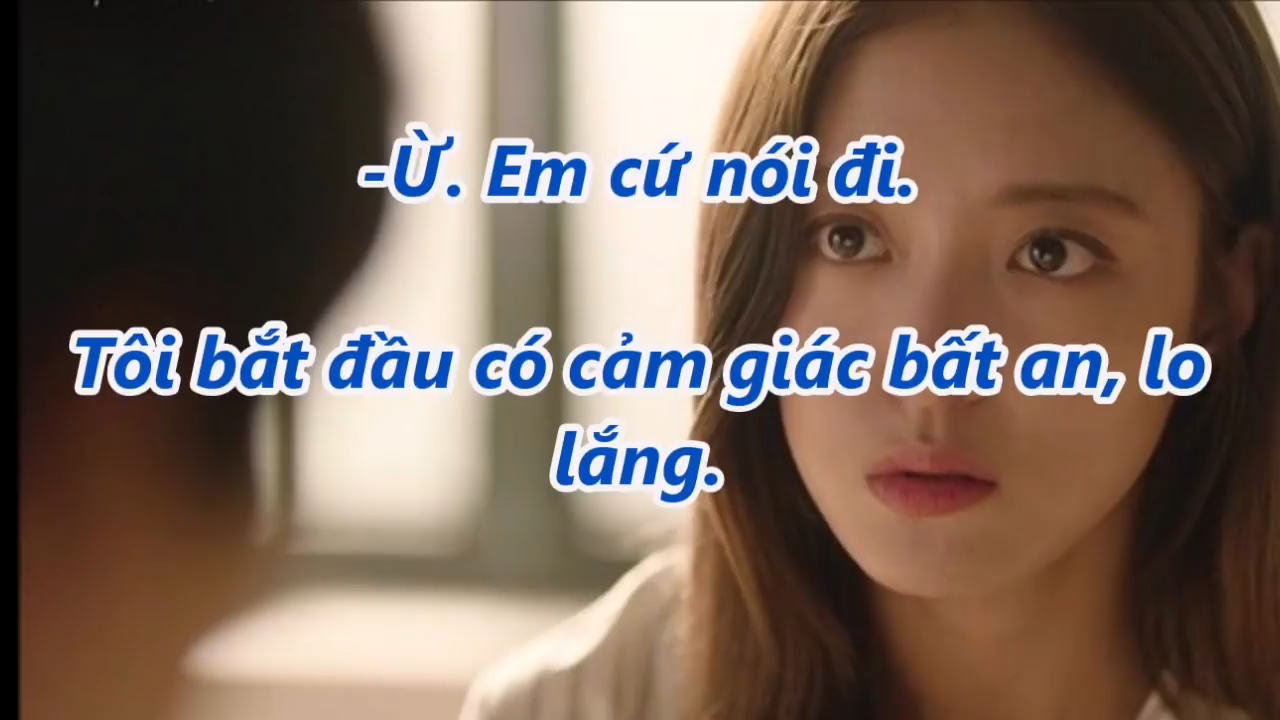 -Ừ. Em cứ nói đi.
Tôi bắt đầu có cảm giác bất an, lo
lắng.